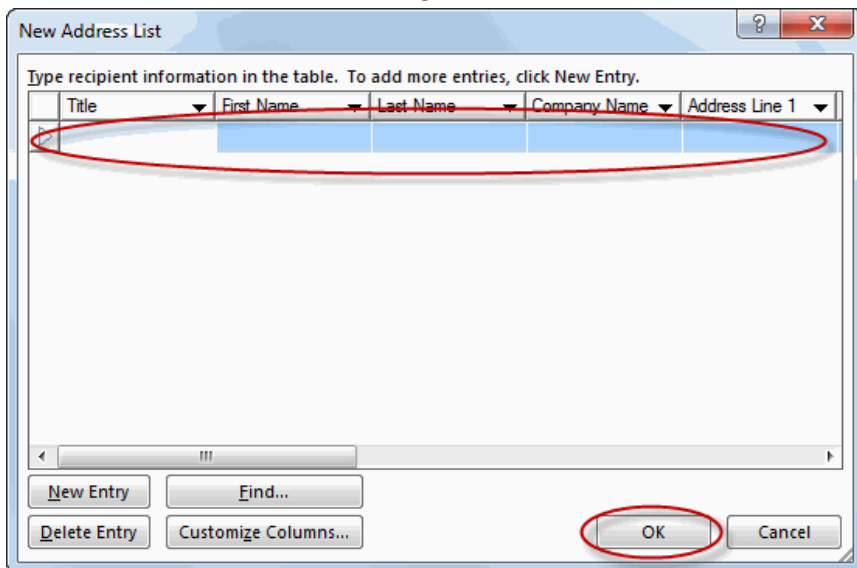 New Address List
Type recipient information in the table. To add more entries, click New Entry.
Title First Name Last Name Company Name Address Line 1
New Entry Find...
Delete Entry Customize Columns... OK Cancel